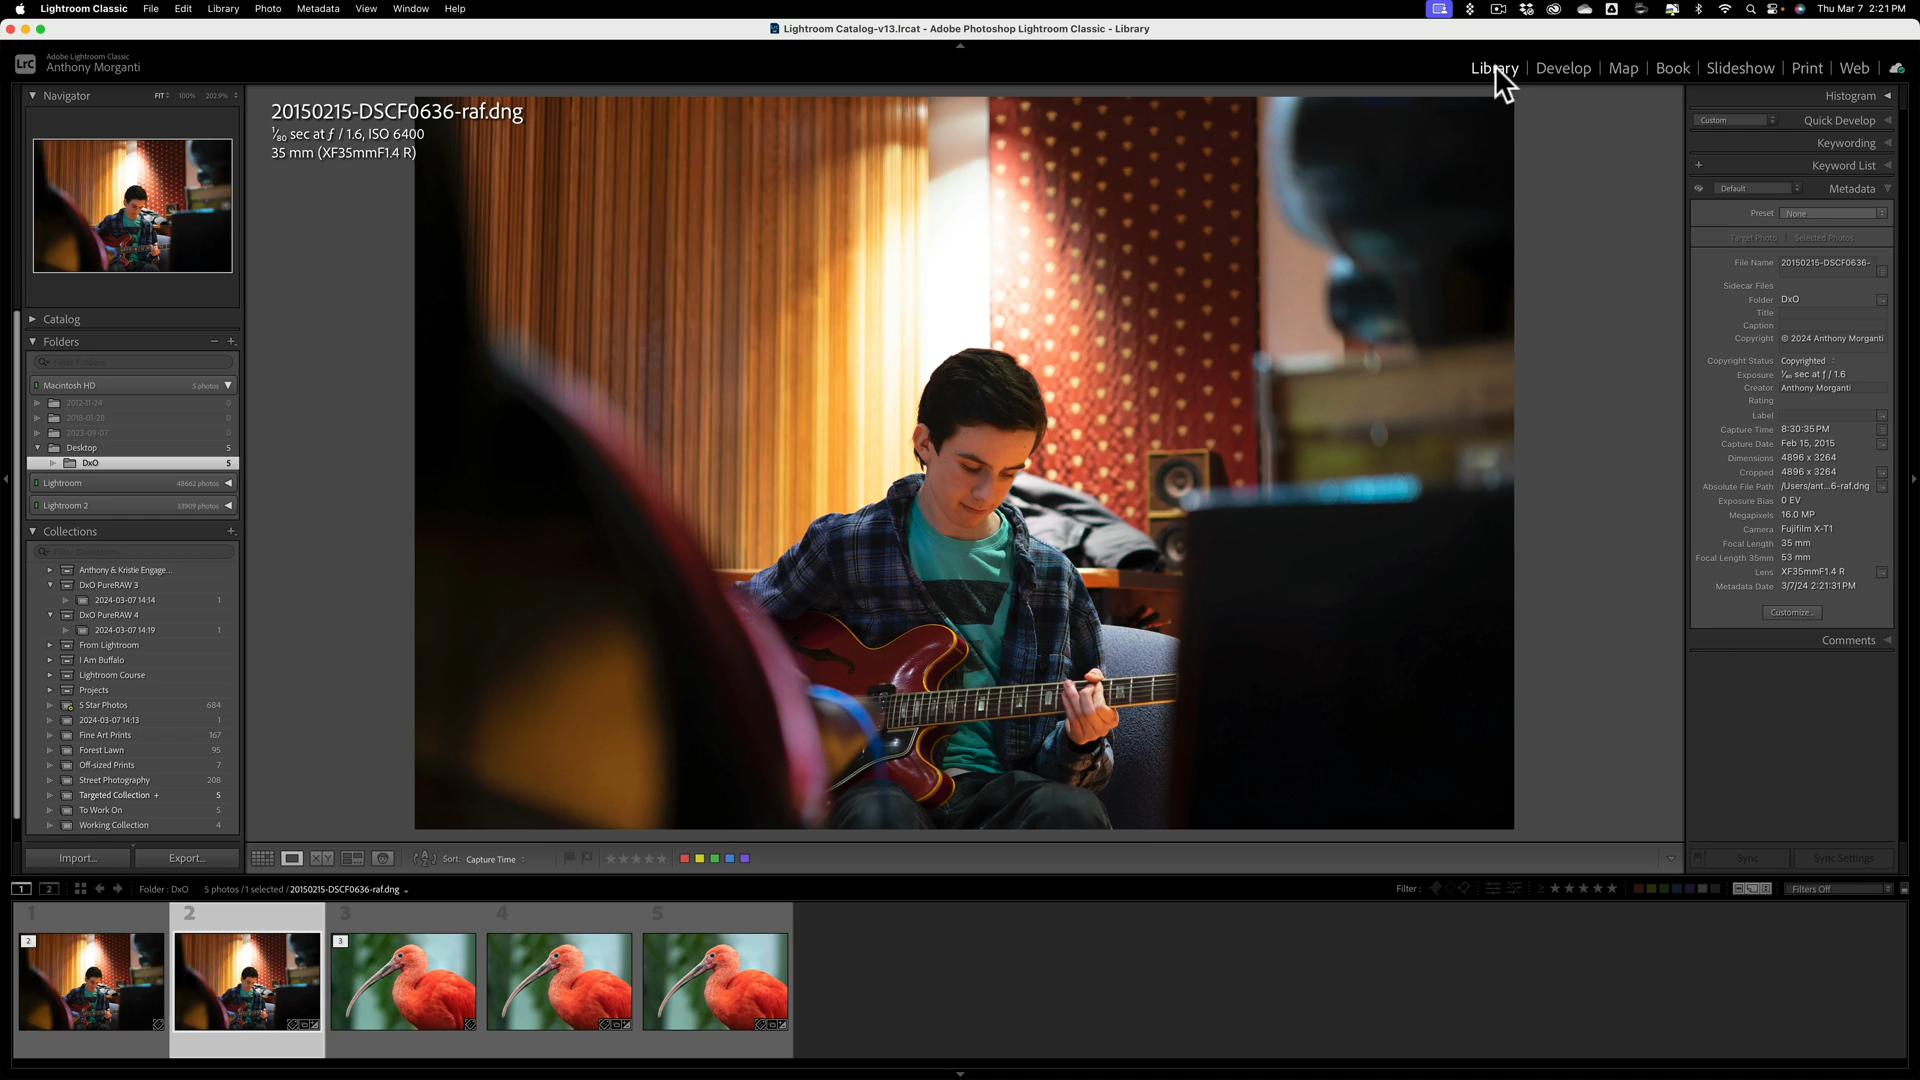 Lightroom Classic File Edit Library Photo Metadata View Window Help Thu Mar 7 2:21 PM
Lightroom Catalog-v13.lrcat - Adobe Photoshop Lightroom Classic - Library
LrC Adobe Lightroom Classic
Anthony Morganti
Library | Develop | Map | Book | Slideshow | Print | Web
Navigator FIT 100% 202.9%
20150215-DSCF0636-raf.dng
1/80 sec at ƒ / 1.6, ISO 6400
35 mm (XF35mmF1.4 R)
Catalog
Folders − +
Filter Folders
Macintosh HD 5 photos
2012-11-24 0
2018-01-28 0
2023-09-07 0
Desktop 5
DxO 5
Lightroom 48662 photos
Lightroom 2 33909 photos
Collections +
Filter Collections
Anthony & Kristie Engage...
DxO PureRAW 3
2024-03-07 14:14 1
DxO PureRAW 4
2024-03-07 14:19 1
From Lightroom
I Am Buffalo
Lightroom Course
Projects
5 Star Photos 684
2024-03-07 14:13 1
Fine Art Prints 167
Forest Lawn 95
Off-sized Prints 7
Street Photography 208
Targeted Collection + 5
To Work On 5
Working Collection 4
Import... Export...
Histogram
Custom Quick Develop
Keywording
+ Keyword List
Default Metadata
Preset None
Target Photo Selected Photos
File Name 20150215-DSCF0636-
Sidecar Files
Folder DxO
Title
Caption
Copyright © 2024 Anthony Morganti
Copyright Status Copyrighted
Exposure 1/80 sec at ƒ / 1.6
Creator Anthony Morganti
Rating
Label
Capture Time 8:30:35 PM
Capture Date Feb 15, 2015
Dimensions 4896 x 3264
Cropped 4896 x 3264
Absolute File Path /Users/ant...6-raf.dng
Exposure Bias 0 EV
Megapixels 16.0 MP
Camera Fujifilm X-T1
Focal Length 35 mm
Focal Length 35mm 53 mm
Lens XF35mmF1.4 R
Metadata Date 3/7/24 2:21:31 PM
Customize...
Comments
XY Sort: Capture Time
Sync Sync Settings
1 2 Folder : DxO 5 photos / 1 selected / 20150215-DSCF0636-raf.dng
Filter : ≥ Filters Off
1 2 3 4 5
2 3